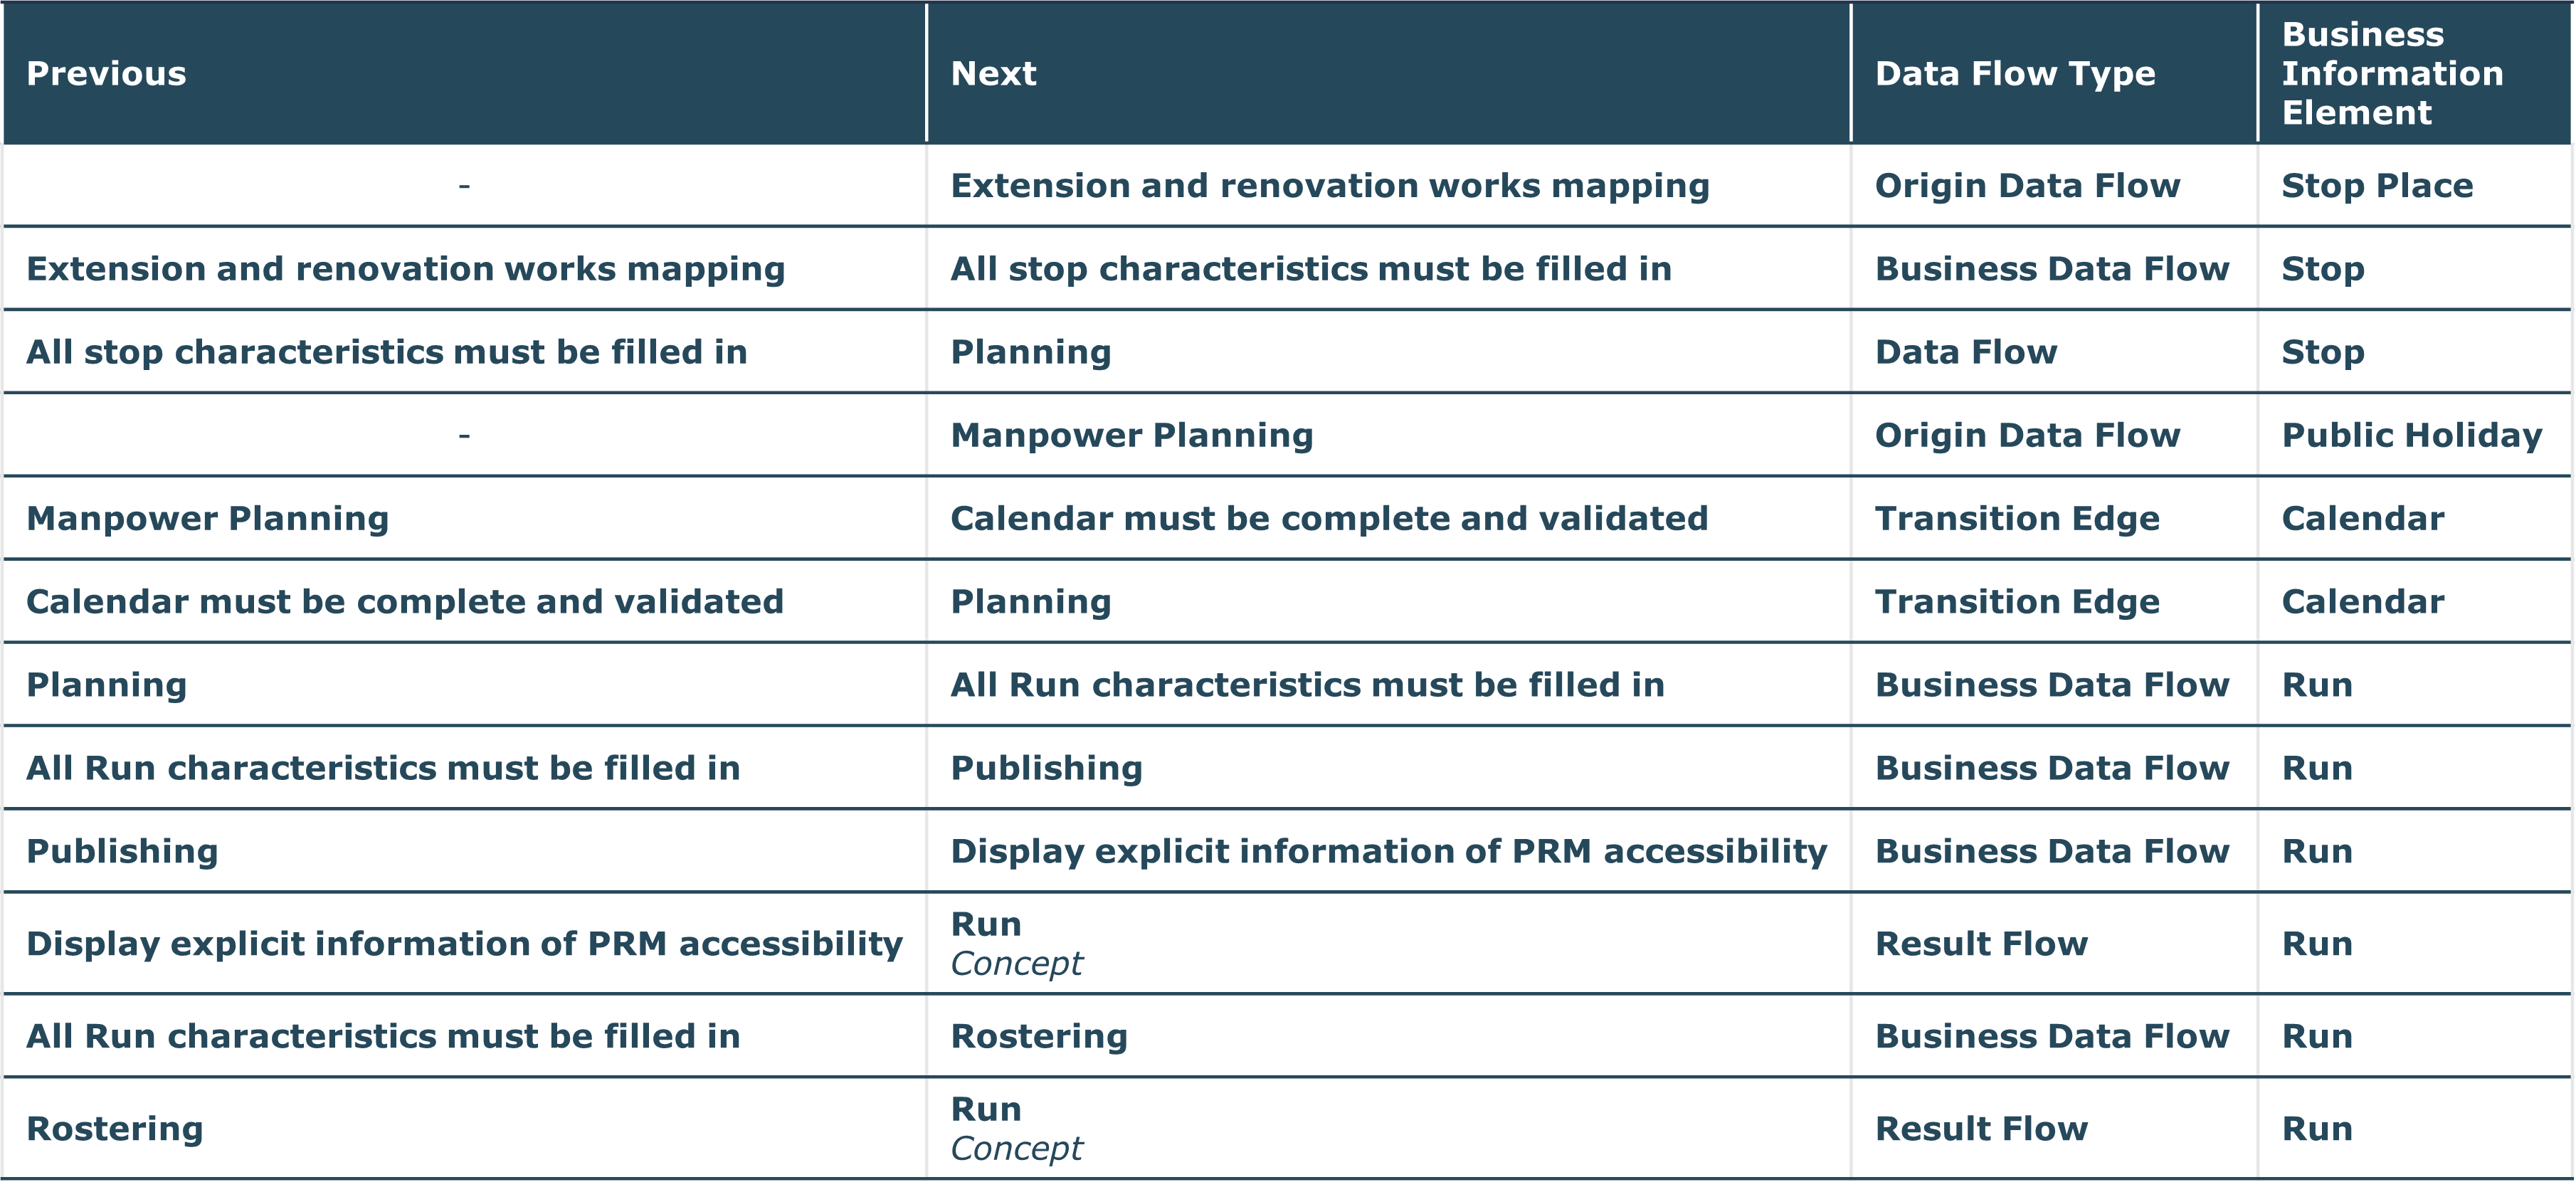 Previous
Next
Data Flow Type
Business
Information
Element
-
Extension and renovation works mapping
Origin Data Flow
Stop Place
Extension and renovation works mapping
All stop characteristics must be filled in
Business Data Flow
Stop
All stop characteristics must be filled in
Planning
Data Flow
Stop
-
Manpower Planning
Origin Data Flow
Public Holiday
Manpower Planning
Calendar must be complete and validated
Transition Edge
Calendar
Calendar must be complete and validated
Planning
Transition Edge
Calendar
Planning
All Run characteristics must be filled in
Business Data Flow
Run
All Run characteristics must be filled in
Publishing
Business Data Flow
Run
Publishing
Display explicit information of PRM accessibility
Business Data Flow
Run
Display explicit information of PRM accessibility
Run
Concept
Result Flow
Run
All Run characteristics must be filled in
Rostering
Business Data Flow
Run
Rostering
Run
Concept
Result Flow
Run